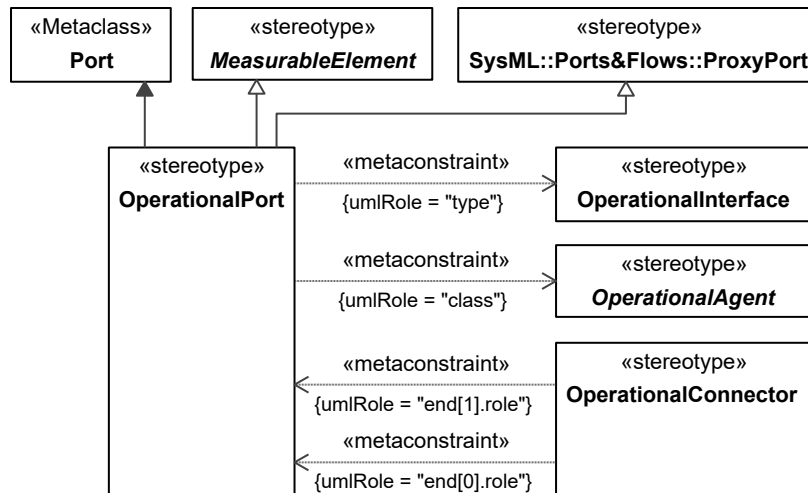 «Metaclass»
Port
«stereotype»
MeasurableElement
«stereotype»
SysML::Ports&Flows::ProxyPort
«stereotype»
OperationalPort
«metaconstraint»
{umlRole = "type"}
«stereotype»
OperationalInterface
«metaconstraint»
{umlRole = "class"}
«stereotype»
OperationalAgent
«metaconstraint»
{umlRole = "end[1].role"}
«stereotype»
OperationalConnector
«metaconstraint»
{umlRole = "end[0].role"}